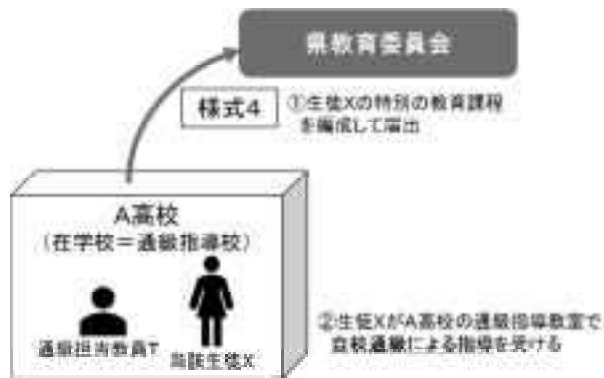 県教育委員会
様式4
①生徒Xの特別の教育課程
を編成して届出
A高校
(在学校=通級指導校)
通級担当教員T
当該生徒X
②生徒XがA高校の通級指導教室で
自校通級による指導を受ける